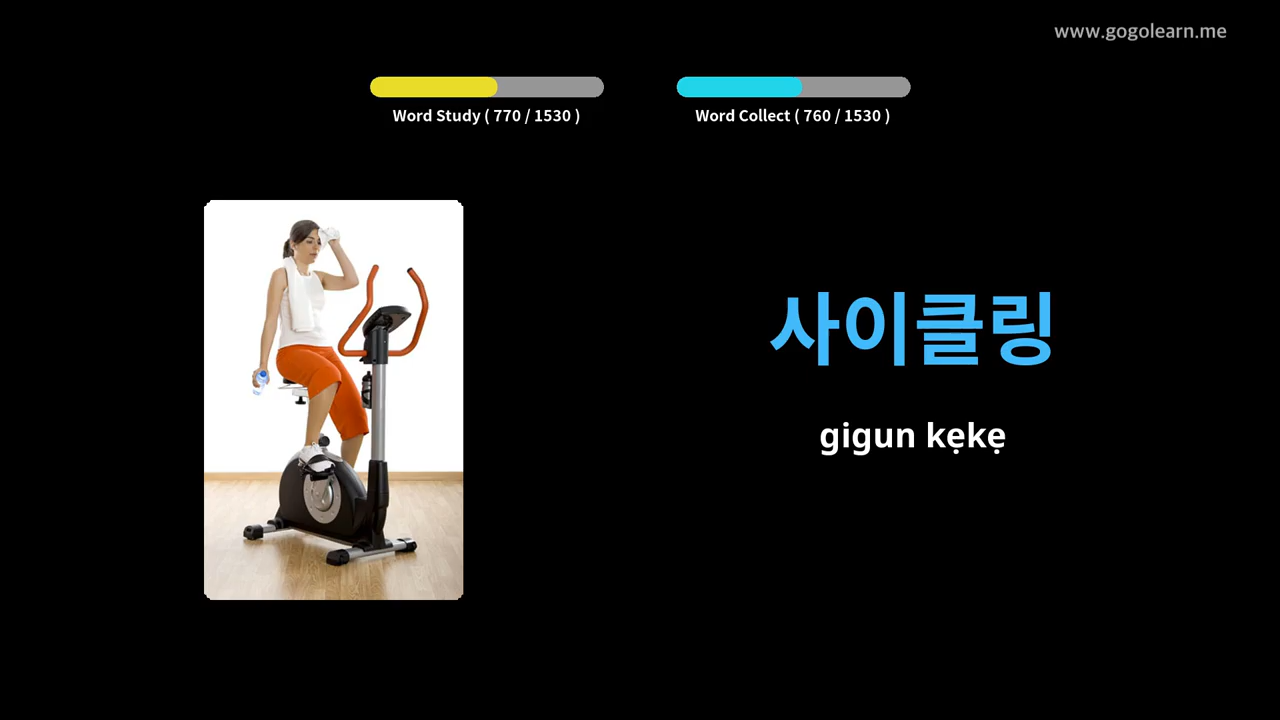 www.gogolearn.me
Word Study ( 770 / 1530 )
Word Collect ( 760 / 1530 )
사이클링
gigun kẹkẹ